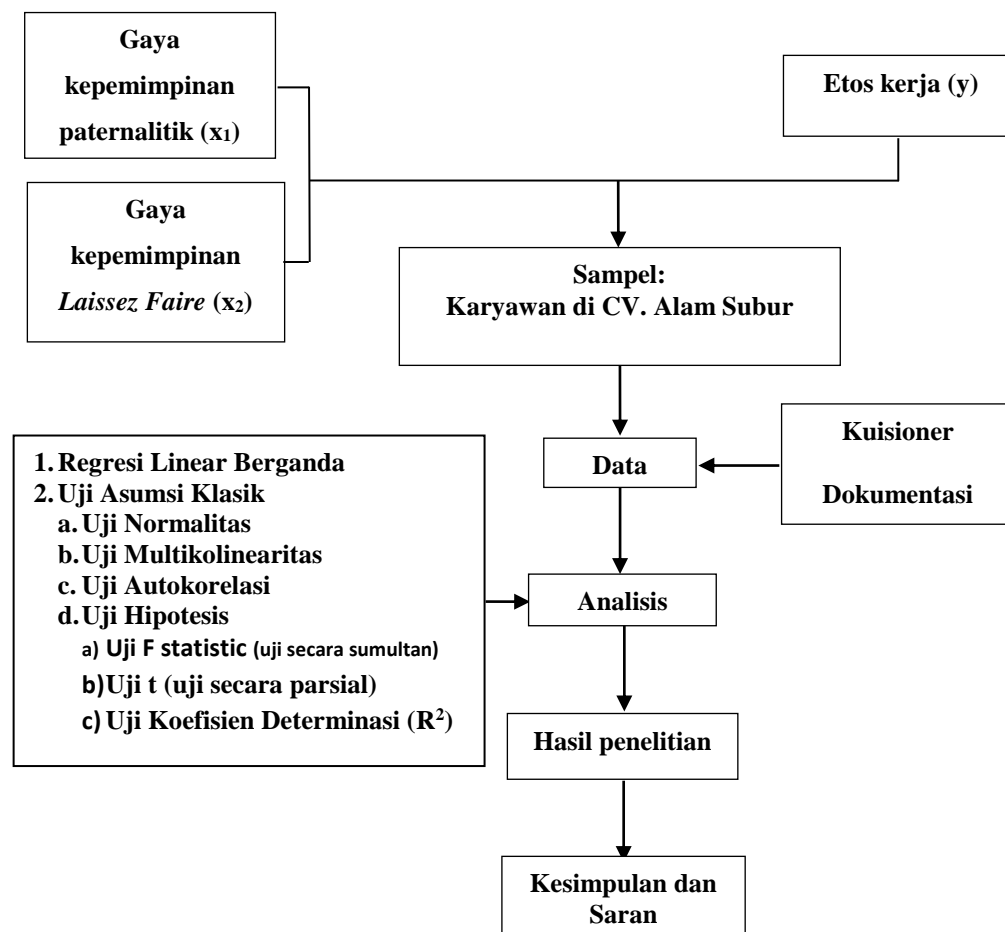 Gaya
kepemimpinan
paternalitik (x₁)
Etos kerja (y)
Gaya
kepemimpinan
Laissez Faire (x₂)
Sampel:
Karyawan di CV. Alam Subur
Kuisioner
Dokumentasi
Data
1. Regresi Linear Berganda
2. Uji Asumsi Klasik
a. Uji Normalitas
b. Uji Multikolinearitas
c. Uji Autokorelasi
d. Uji Hipotesis
a) Uji F statistic (uji secara sumultan)
b) Uji t (uji secara parsial)
c) Uji Koefisien Determinasi (R²)
Analisis
Hasil penelitian
Kesimpulan dan
Saran